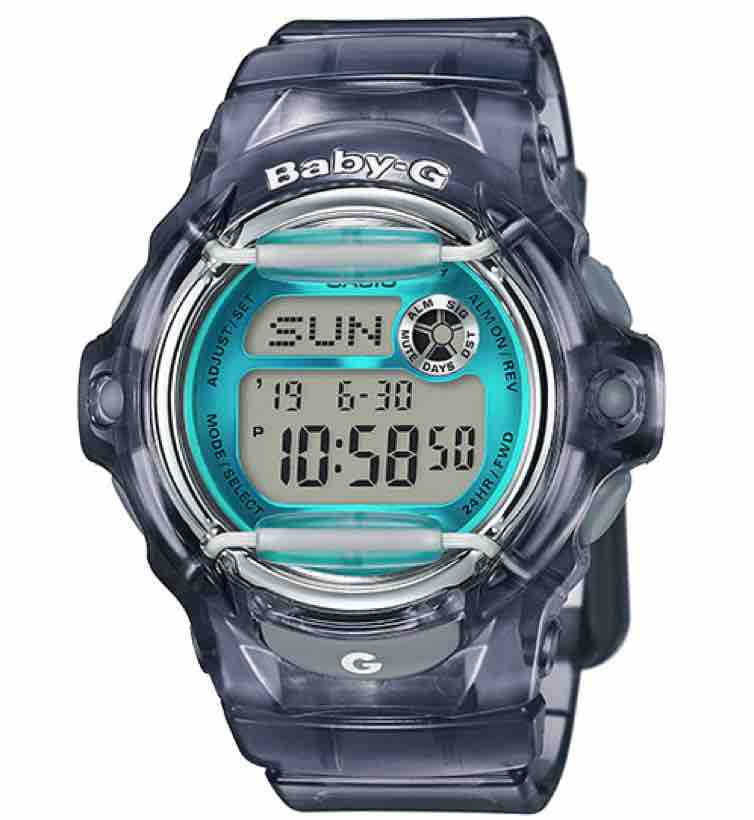 Baby-G
CASIO
ADJUST/SET
SUN
ALM SIG
MUTE DAYS DST
ALM ON/REV
'19 6-30
P 10:58 50
MODE/SELECT
24HR/FWD
G